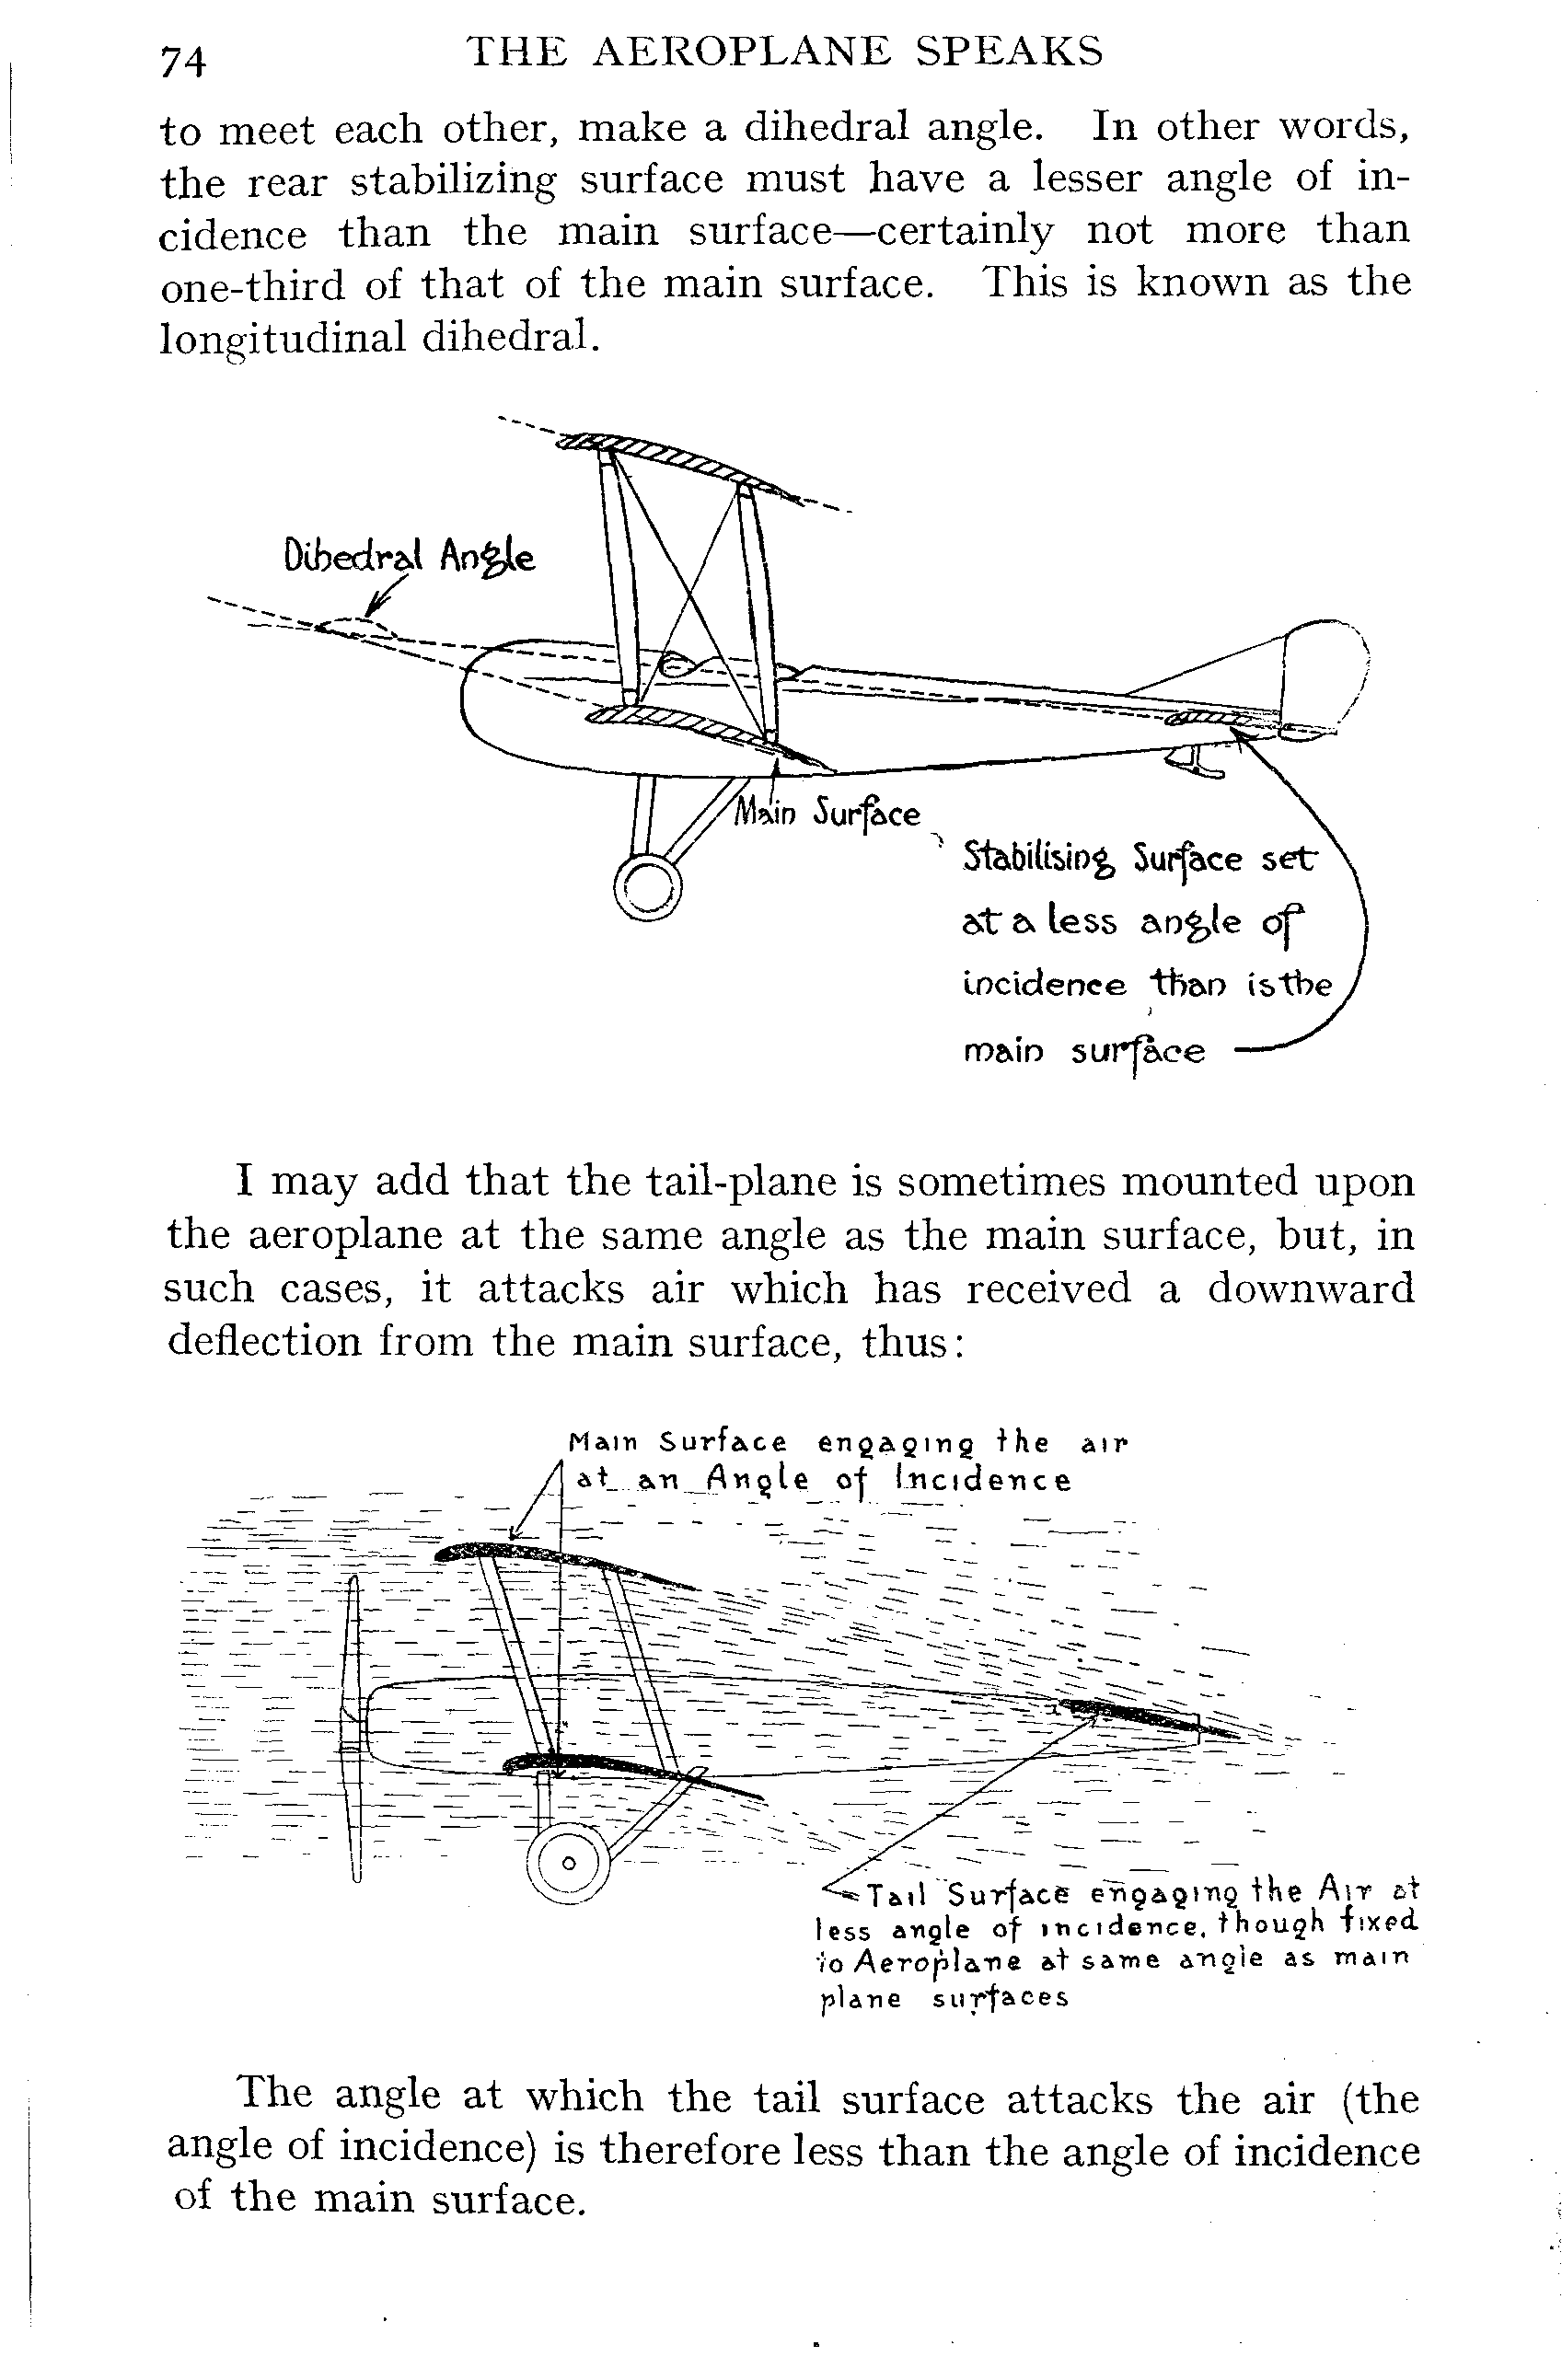 74
THE AEROPLANE SPEAKS
to meet each other, make a dihedral angle. In other words,
the rear stabilizing surface must have a lesser angle of in-
cidence than the main surface—certainly not more than
one-third of that of the main surface. This is known as the
longitudinal dihedral.
Dihedral Angle
Main Surface
Stabilising Surface set
at a less angle of
incidence than is the
main surface
I may add that the tail-plane is sometimes mounted upon
the aeroplane at the same angle as the main surface, but, in
such cases, it attacks air which has received a downward
deflection from the main surface, thus:
Main Surface engaging the air
at an Angle of Incidence
Tail Surface engaging the Air at
less angle of incidence, though fixed
to Aeroplane at same angle as main
plane surfaces
The angle at which the tail surface attacks the air (the
angle of incidence) is therefore less than the angle of incidence
of the main surface.